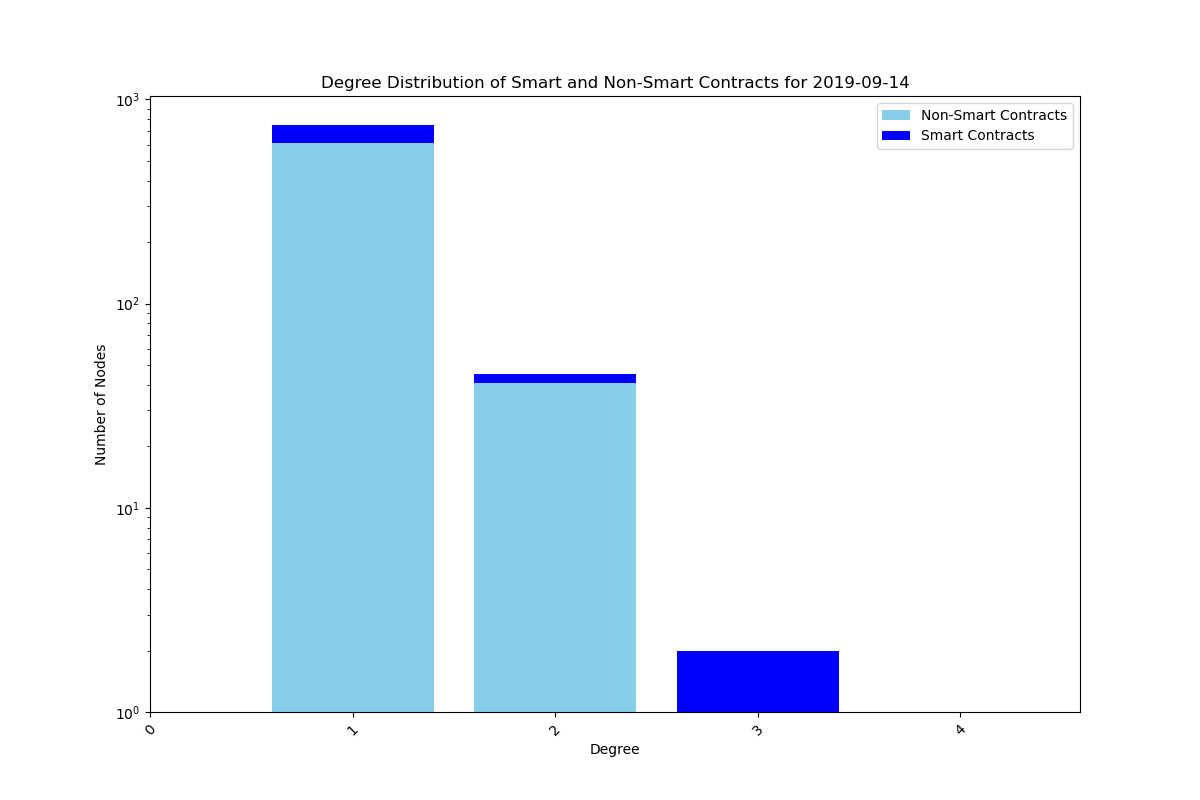 Degree Distribution of Smart and Non-Smart Contracts for 2019-09-14
Non-Smart Contracts
Smart Contracts
10³
10²
10¹
10⁰
Number of Nodes
0 1 2 3 4
Degree